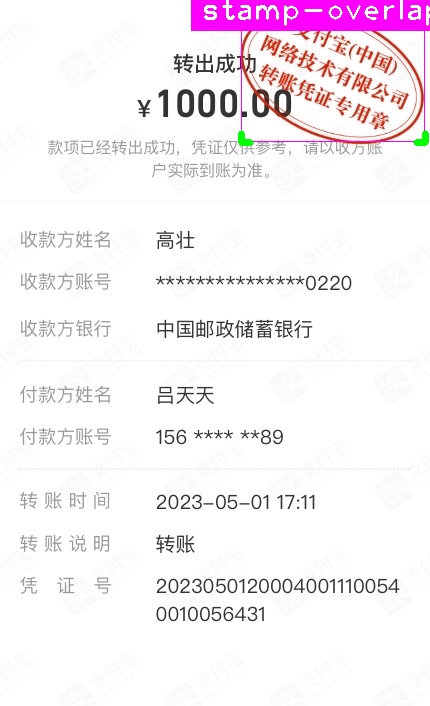 stamp-overlap
支付宝(中国)
网络技术有限公司
转账凭证专用章
转出成功
¥1000.00
款项已经转出成功，凭证仅供参考，请以收方账
户实际到账为准。
收款方姓名 高壮
收款方账号 ***************0220
收款方银行 中国邮政储蓄银行
付款方姓名 吕天天
付款方账号 156 **** **89
转账时间 2023-05-01 17:11
转账说明 转账
凭证号 2023050120004001110054
0010056431